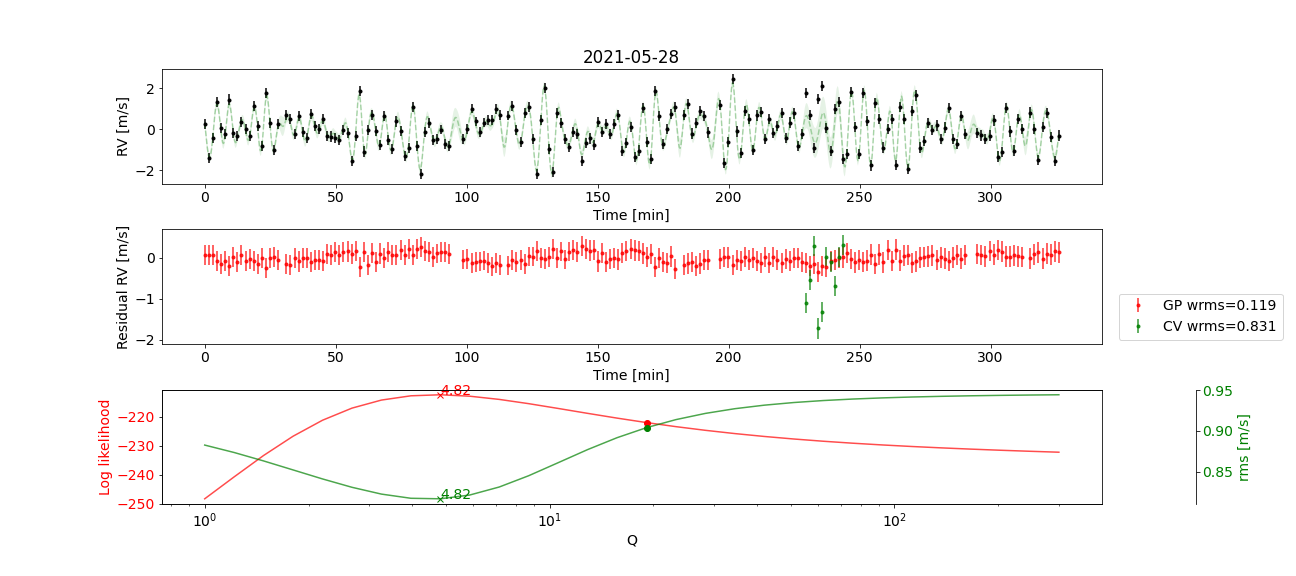 2021-05-28
RV [m/s]
2
0
−2
0 50 100 150 200 250 300
Time [min]
Residual RV [m/s]
0
−1
−2
0 50 100 150 200 250 300
Time [min]
GP wrms=0.119
CV wrms=0.831
Log likelihood
−220
−230
−240
−250
4.82
4.82
0.95
0.90
0.85
rms [m/s]
10⁰ 10¹ 10²
Q